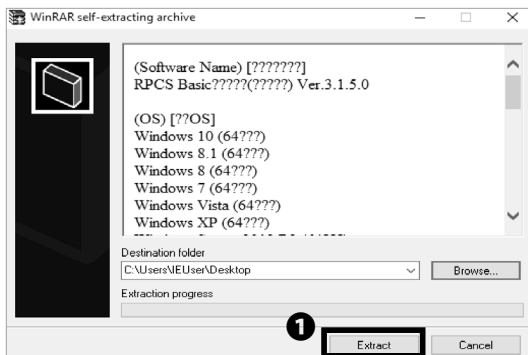 WinRAR self-extracting archive
(Software Name) [???????]
RPCS Basic?????(?????) Ver.3.1.5.0
(OS) [??OS]
Windows 10 (64???)
Windows 8.1 (64???)
Windows 8 (64???)
Windows 7 (64???)
Windows Vista (64???)
Windows XP (64???)
Destination folder
C:\Users\IEUser\Desktop
Browse...
Extraction progress
1
Extract
Cancel